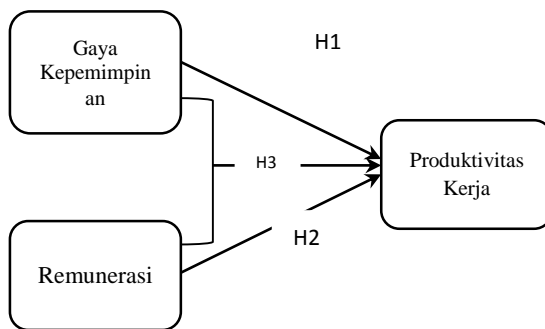 H1
Gaya
Kepemimpin
an
H3
Produktivitas
Kerja
H2
Remunerasi